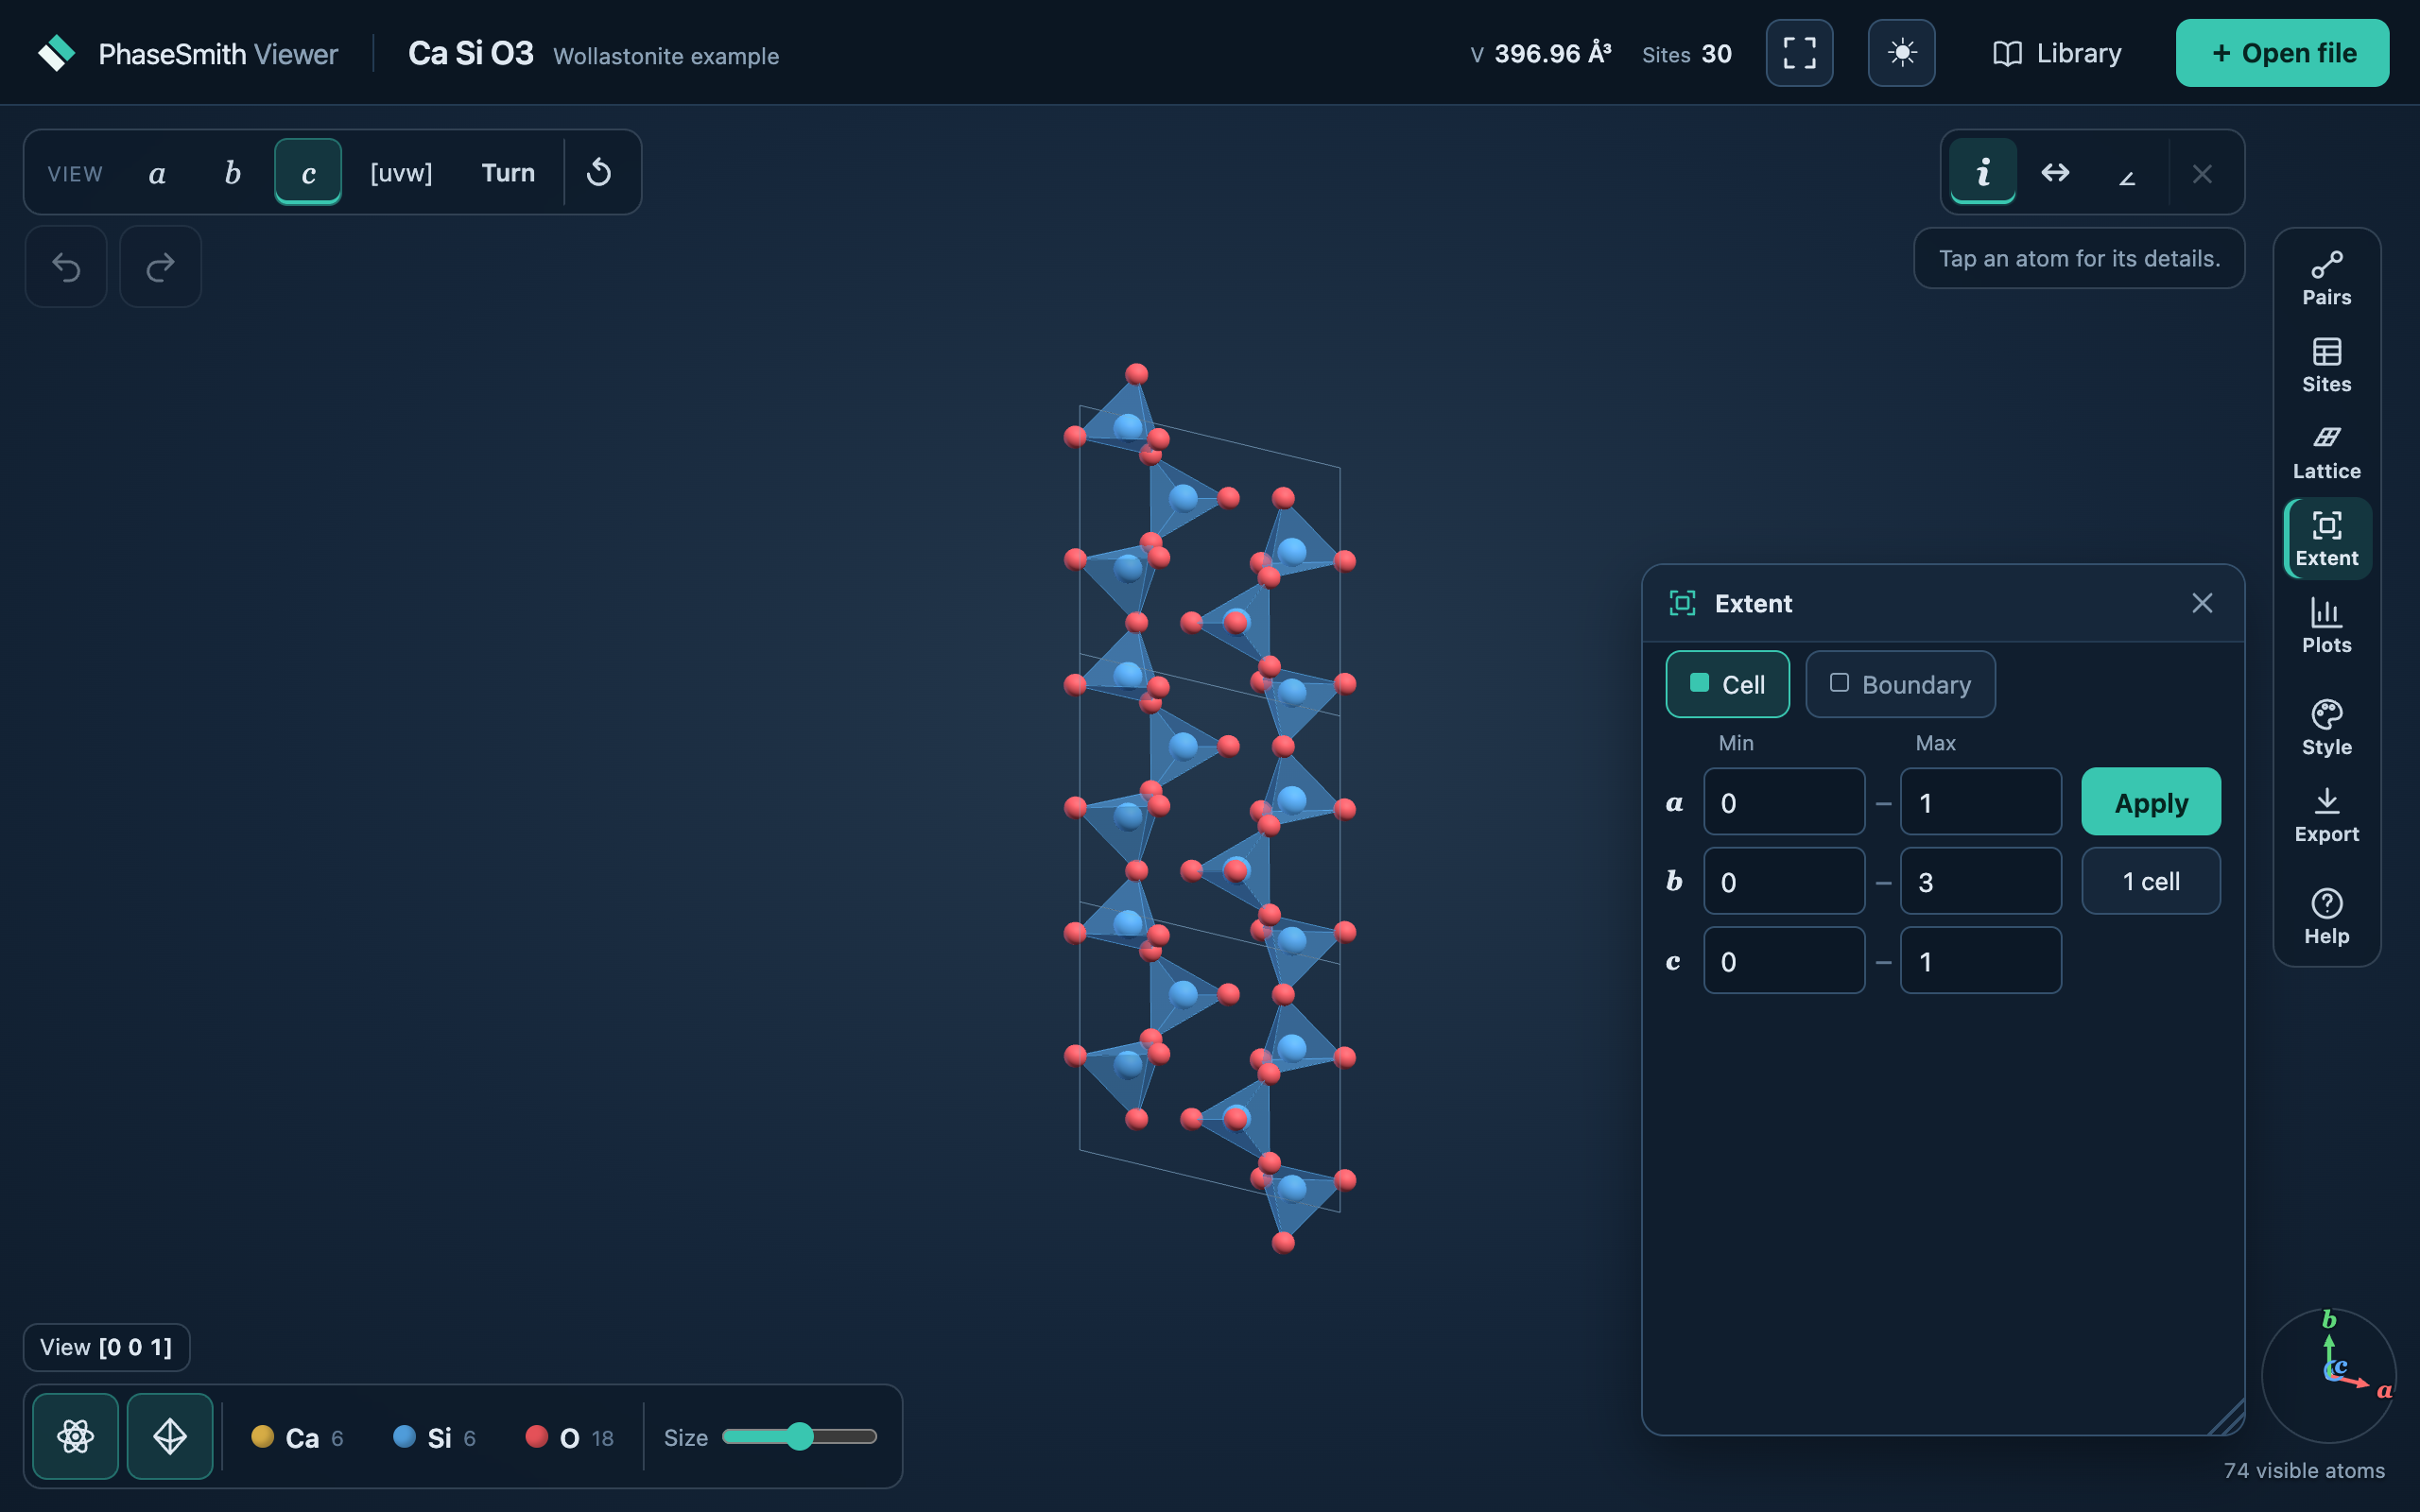 PhaseSmith Viewer
Ca Si O3 Wollastonite example
V 396.96 Å³ Sites 30
Library
+ Open file
VIEW a b c [uvw] Turn
i
Tap an atom for its details.
Pairs
Sites
Lattice
Extent
Plots
Style
Export
Help
Extent
Cell Boundary
Min Max
a 0 – 1 Apply
b 0 – 3 1 cell
c 0 – 1
View [0 0 1]
Ca 6 Si 6 O 18 Size
b
c
a
74 visible atoms